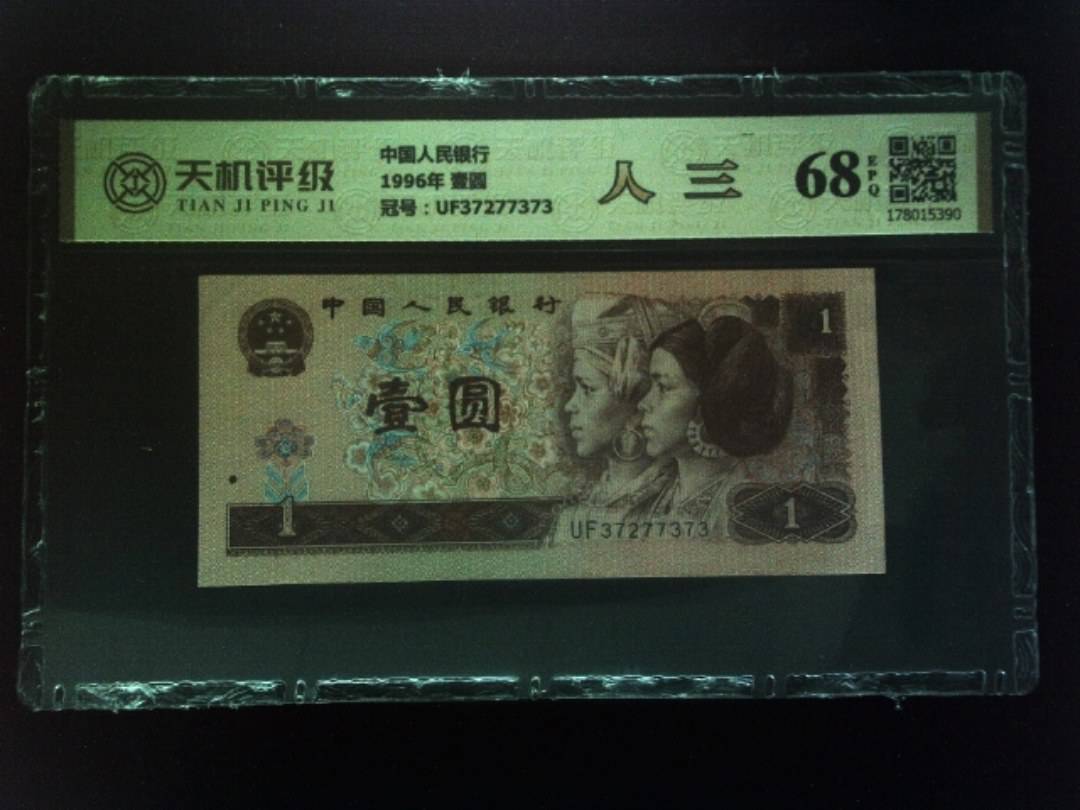 天机评级
TIAN JI PING JI
中国人民银行
1996年 壹圆
冠号：UF37277373
人 三
68
EPQ
178015390
中国人民银行
1
壹圆
1
UF37277373
1